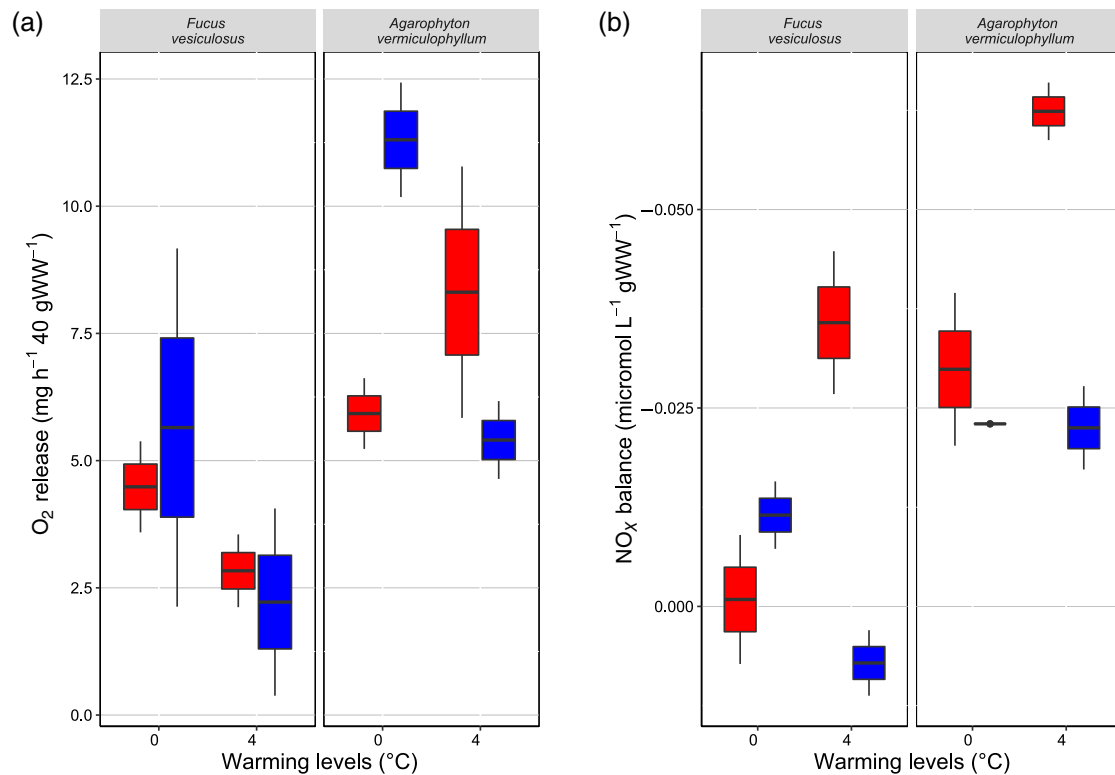 (a)
Fucus
vesiculosus
Agarophyton
vermiculophyllum
O₂ release (mg h⁻¹ 40 gWW⁻¹)
12.5
10.0
7.5
5.0
2.5
0.0
0 4 0 4
Warming levels (°C)
(b)
Fucus
vesiculosus
Agarophyton
vermiculophyllum
NOX balance (micromol L⁻¹ gWW⁻¹)
−0.050
−0.025
0.000
0 4 0 4
Warming levels (°C)